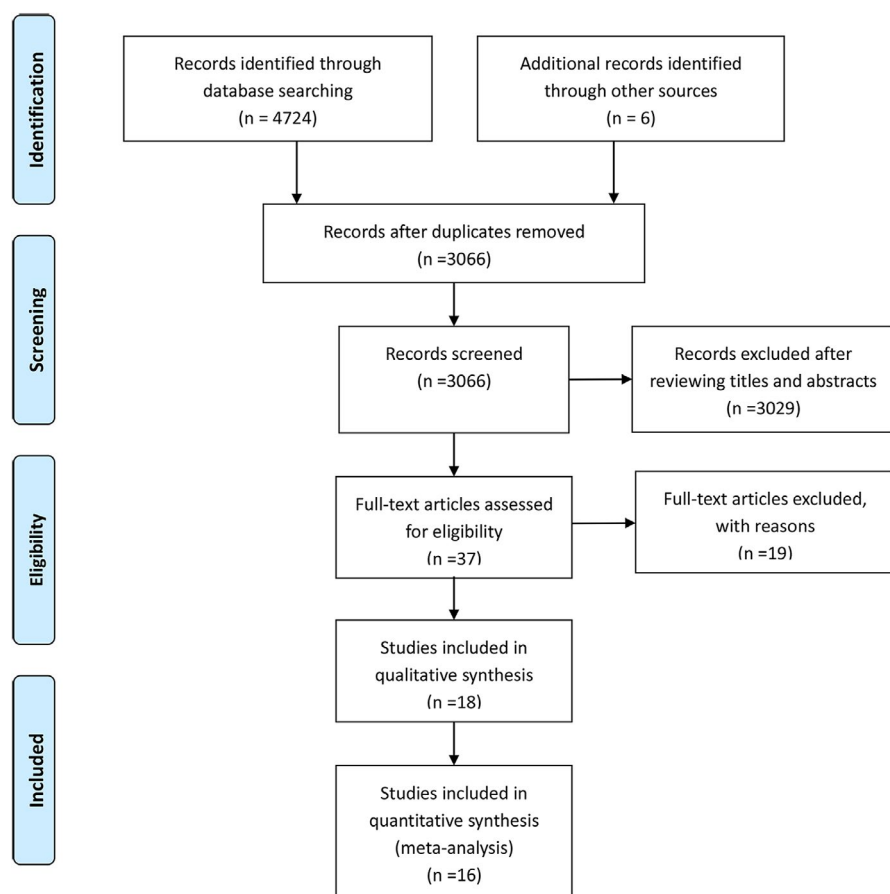 Identification
Records identified through
database searching
(n = 4724)
Additional records identified
through other sources
(n = 6)
Records after duplicates removed
(n =3066)
Screening
Records screened
(n =3066)
Records excluded after
reviewing titles and abstracts
(n =3029)
Eligibility
Full-text articles assessed
for eligibility
(n =37)
Full-text articles excluded,
with reasons
(n =19)
Studies included in
qualitative synthesis
(n =18)
Included
Studies included in
quantitative synthesis
(meta-analysis)
(n =16)